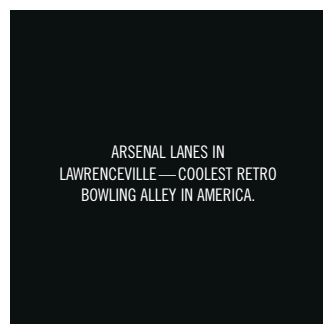 ARSENAL LANES IN
LAWRENCEVILLE—COOLEST RETRO
BOWLING ALLEY IN AMERICA.